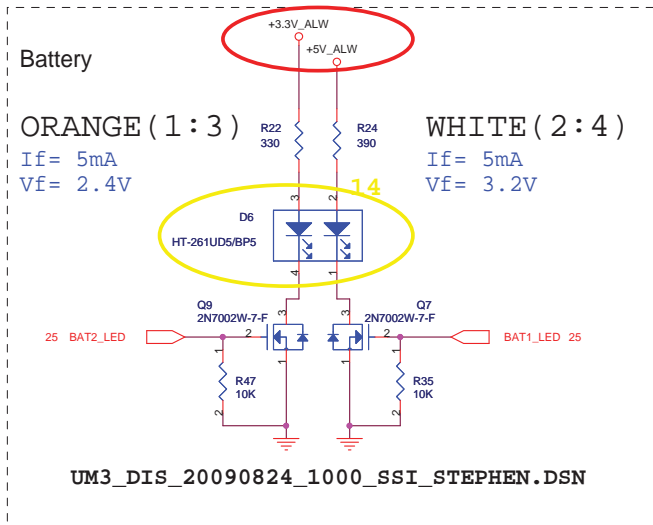 +3.3V_ALW
+5V_ALW
Battery
ORANGE(1:3)
If= 5mA
Vf= 2.4V
R22
330
R24
390
WHITE(2:4)
If= 5mA
Vf= 3.2V
14
3
2
D6
HT-261UD5/BP5
4
1
Q9
2N7002W-7-F
Q7
2N7002W-7-F
3
3
25 BAT2_LED
2
2
BAT1_LED 25
1
1
1
1
R47
10K
R35
10K
2
2
UM3_DIS_20090824_1000_SSI_STEPHEN.DSN